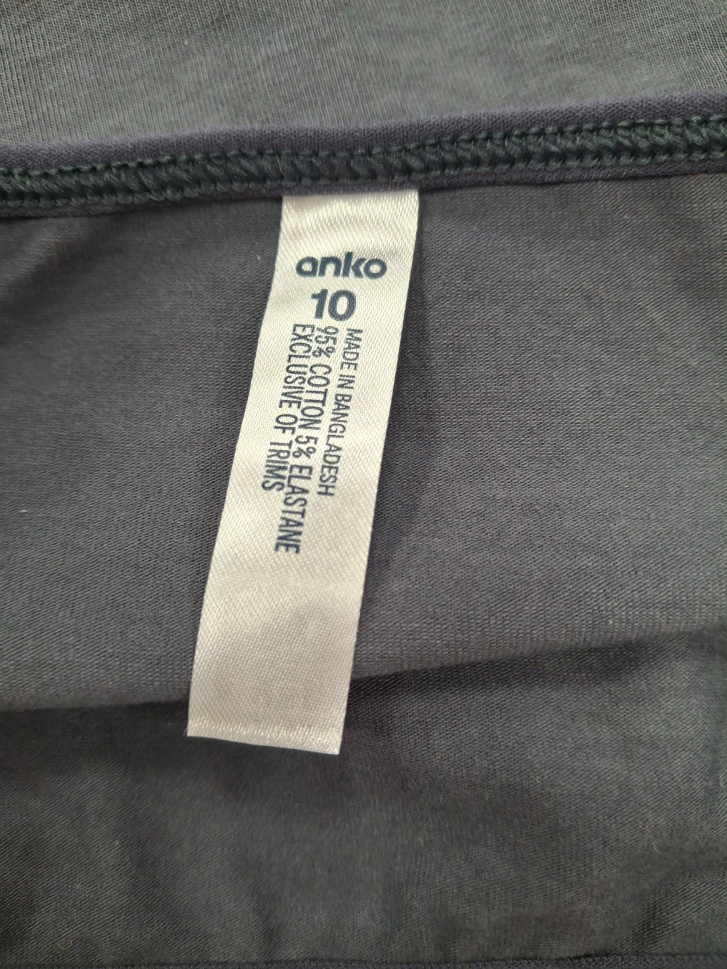 anko
10
MADE IN BANGLADESH
95% COTTON 5% ELASTANE
EXCLUSIVE OF TRIMS